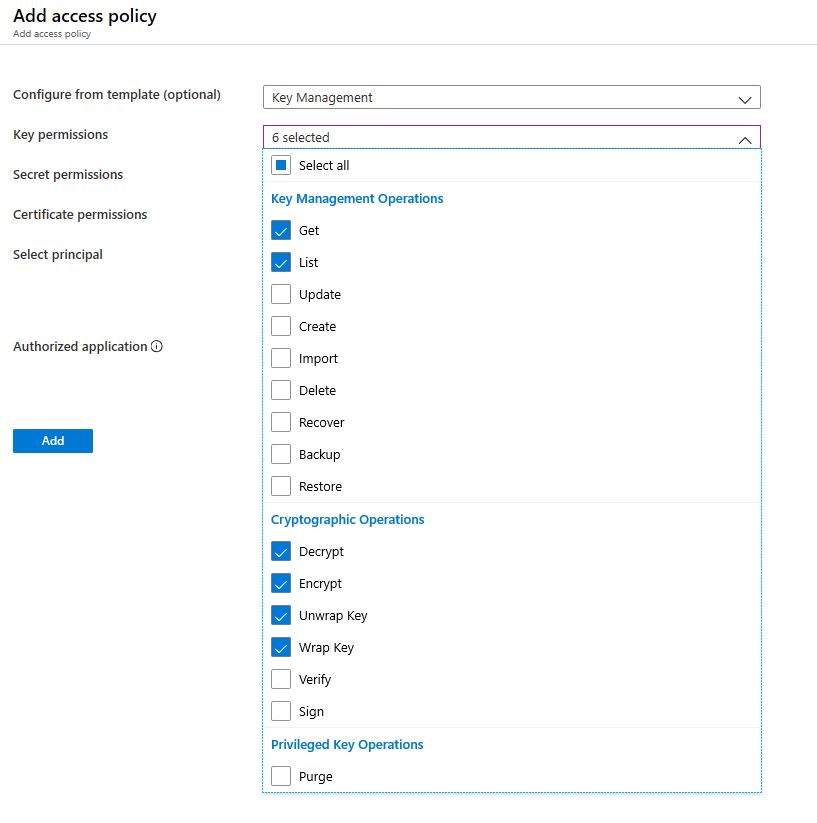 Add access policy
Add access policy
Configure from template (optional)
Key Management
Key permissions
6 selected
Select all
Secret permissions
Key Management Operations
Certificate permissions
Get
Select principal
List
Update
Create
Authorized application
Import
Delete
Recover
Add
Backup
Restore
Cryptographic Operations
Decrypt
Encrypt
Unwrap Key
Wrap Key
Verify
Sign
Privileged Key Operations
Purge